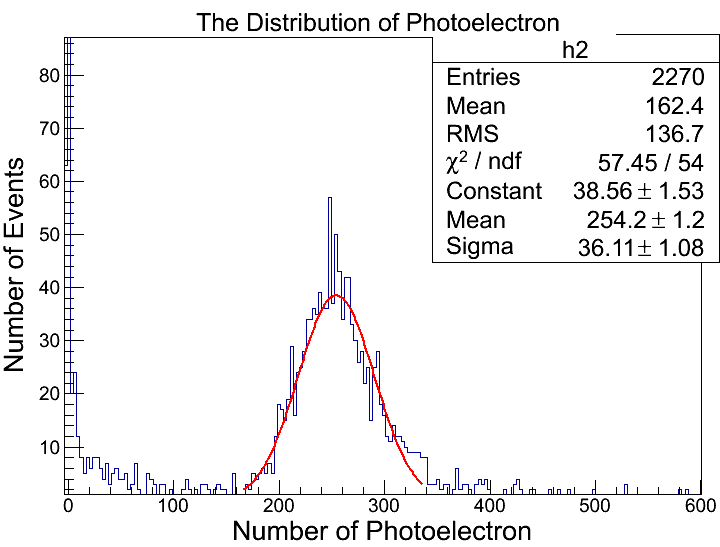 The Distribution of Photoelectron
h2
Entries 2270
Mean 162.4
RMS 136.7
χ² / ndf 57.45 / 54
Constant 38.56 ± 1.53
Mean 254.2 ± 1.2
Sigma 36.11 ± 1.08
Number of Events
80
70
60
50
40
30
20
10
0 100 200 300 400 500 600
Number of Photoelectron